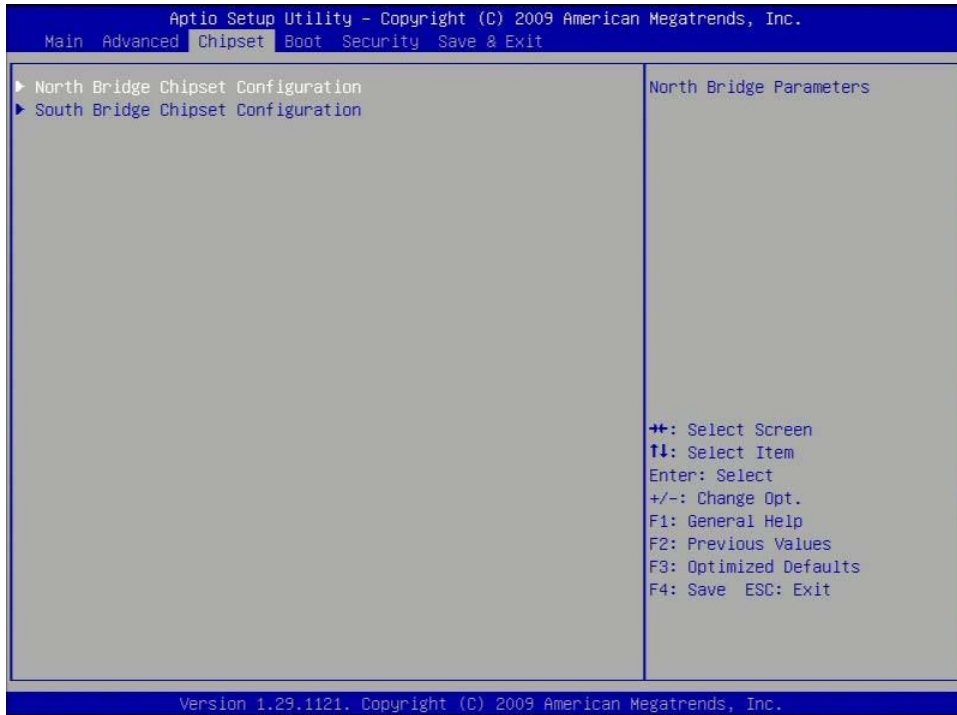 Aptio Setup Utility – Copyright (C) 2009 American Megatrends, Inc.
Main Advanced Chipset Boot Security Save & Exit
▶ North Bridge Chipset Configuration
▶ South Bridge Chipset Configuration
North Bridge Parameters
→←: Select Screen
↑↓: Select Item
Enter: Select
+/-: Change Opt.
F1: General Help
F2: Previous Values
F3: Optimized Defaults
F4: Save ESC: Exit
Version 1.29.1121. Copyright (C) 2009 American Megatrends, Inc.